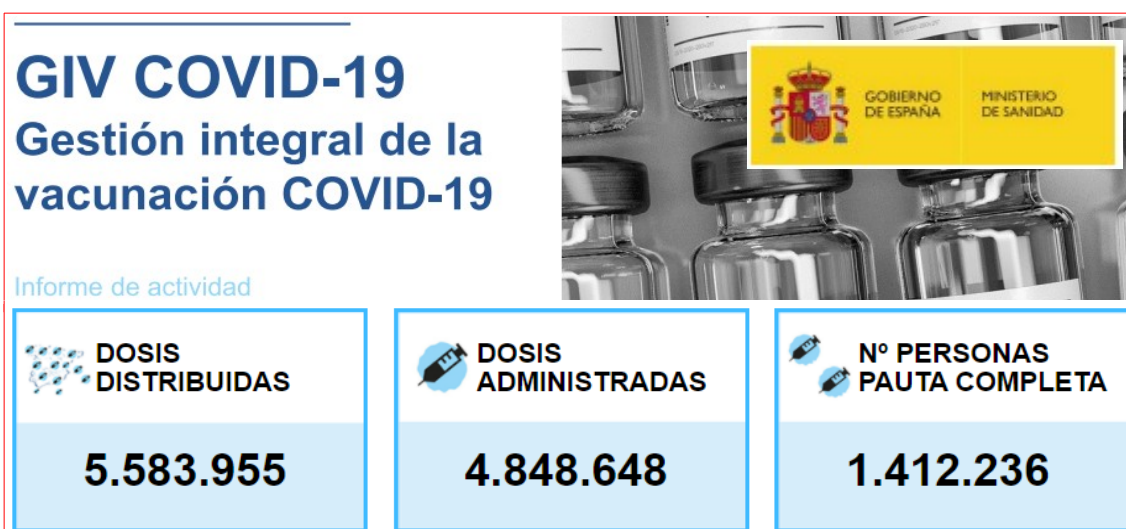 GIV COVID-19
Gestión integral de la
vacunación COVID-19
Informe de actividad
GOBIERNO
DE ESPAÑA
MINISTERIO
DE SANIDAD
DOSIS
DISTRIBUIDAS
5.583.955
DOSIS
ADMINISTRADAS
4.848.648
Nº PERSONAS
PAUTA COMPLETA
1.412.236